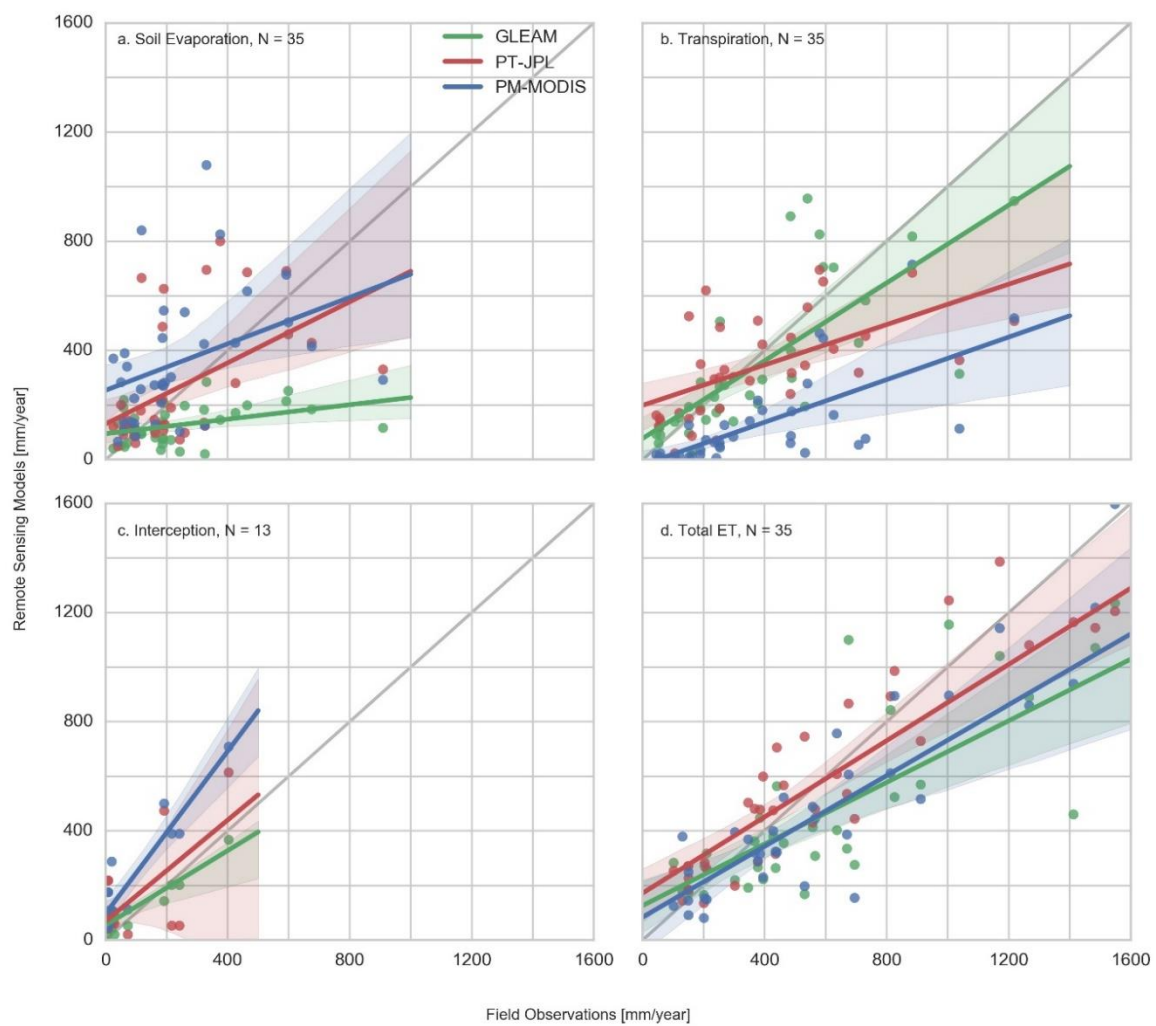 1600
a. Soil Evaporation, N = 35
GLEAM
PT-JPL
PM-MODIS
b. Transpiration, N = 35
1200
800
400
0
1600
c. Interception, N = 13
d. Total ET, N = 35
1200
800
400
0
0 400 800 1200 1600
0 400 800 1200 1600
Remote Sensing Models [mm/year]
Field Observations [mm/year]